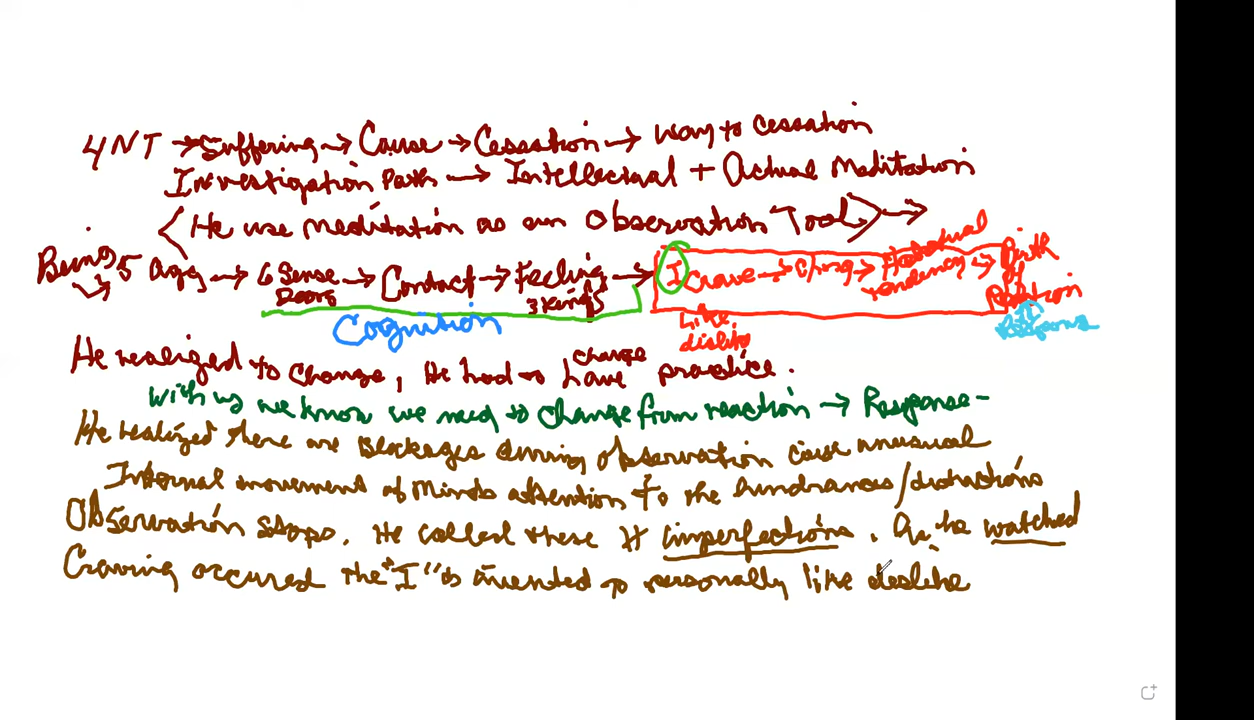 4NT → Suffering → Cause → Cessation → Way to cessation
Investigation Path → Intellectual + Actual Meditation
He use meditation as an Observation Tool. →
Being 5 agg → 6 Sense Doors → Contact → Feeling 3 kinds → I Crave → Cling → Habitual tendency → Birth of Reaction
Cognition
Like dislike
Response
He realized to change, He had to have change practice.
With us we know we need to change from reaction → Response -
He realized there are Blockages during observation cause unusual
Internal movement of Minds attention to the hindrances/distractions
Observation stops. He called these imperfections. As he watched
Craving occured the "I" is invented to personally like dislike